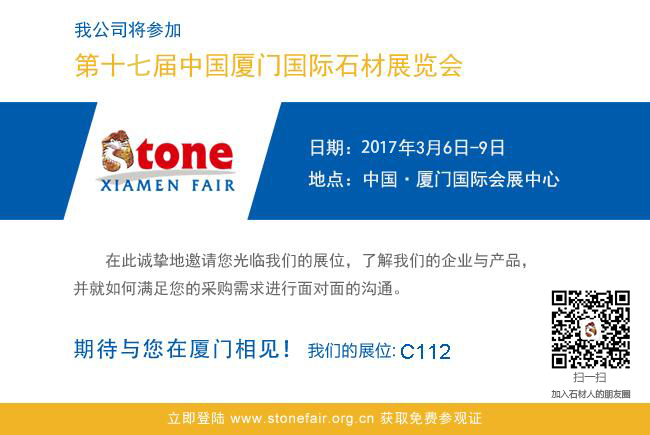 我公司将参加
第十七届中国厦门国际石材展览会
Stone
XIAMEN FAIR
日期：2017年3月6日-9日
地点：中国·厦门国际会展中心
在此诚挚地邀请您光临我们的展位，了解我们的企业与产品，
并就如何满足您的采购需求进行面对面的沟通。
期待与您在厦门相见！ 我们的展位: C112
扫一扫
加入石材人的朋友圈
立即登陆 www.stonefair.org.cn 获取免费参观证